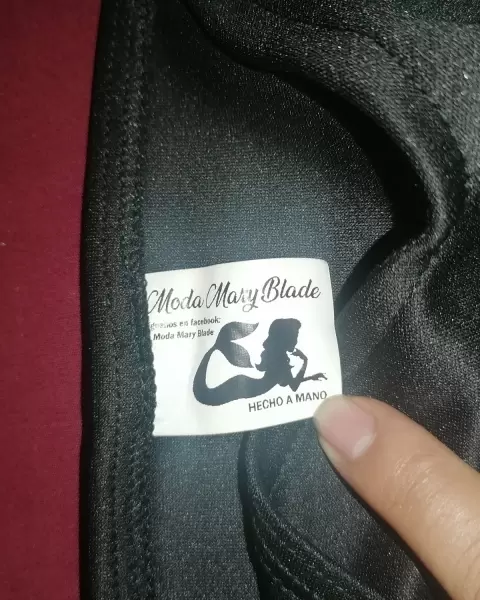 Moda Mary Blade
en facebook:
Moda Mary Blade
HECHO A MANO